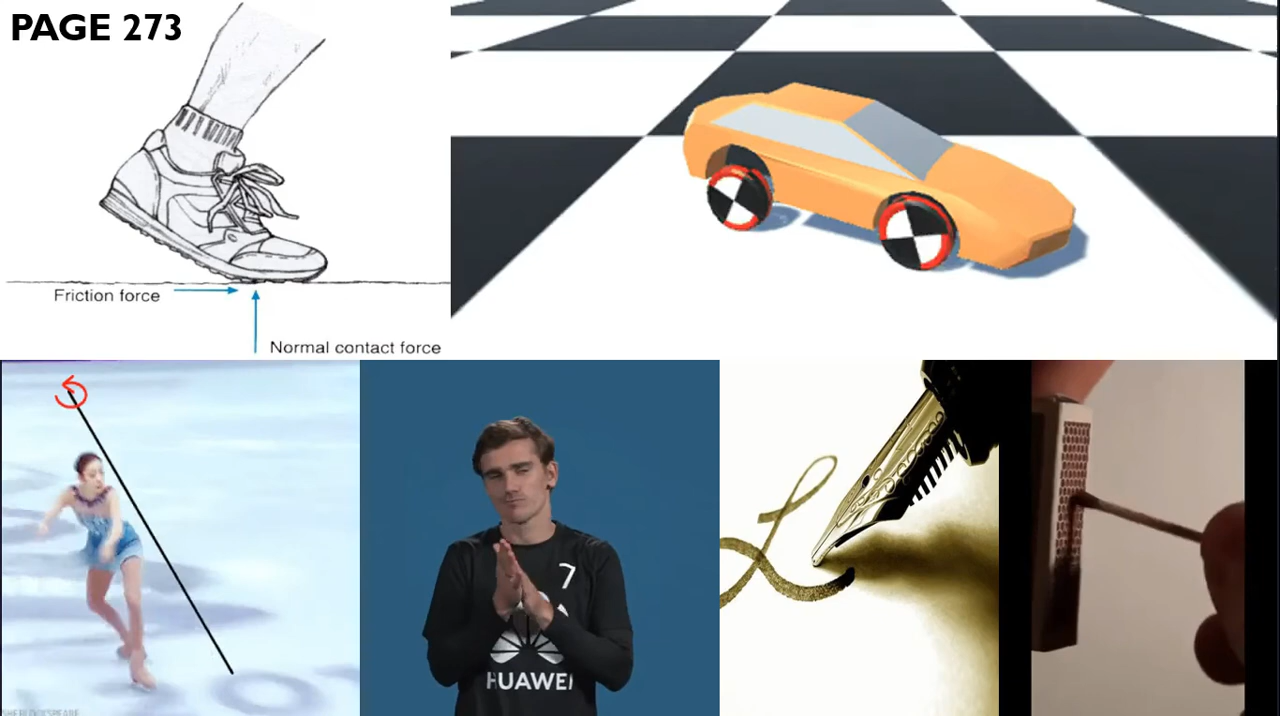 PAGE 273
Friction force
Normal contact force
7
HUAWEI